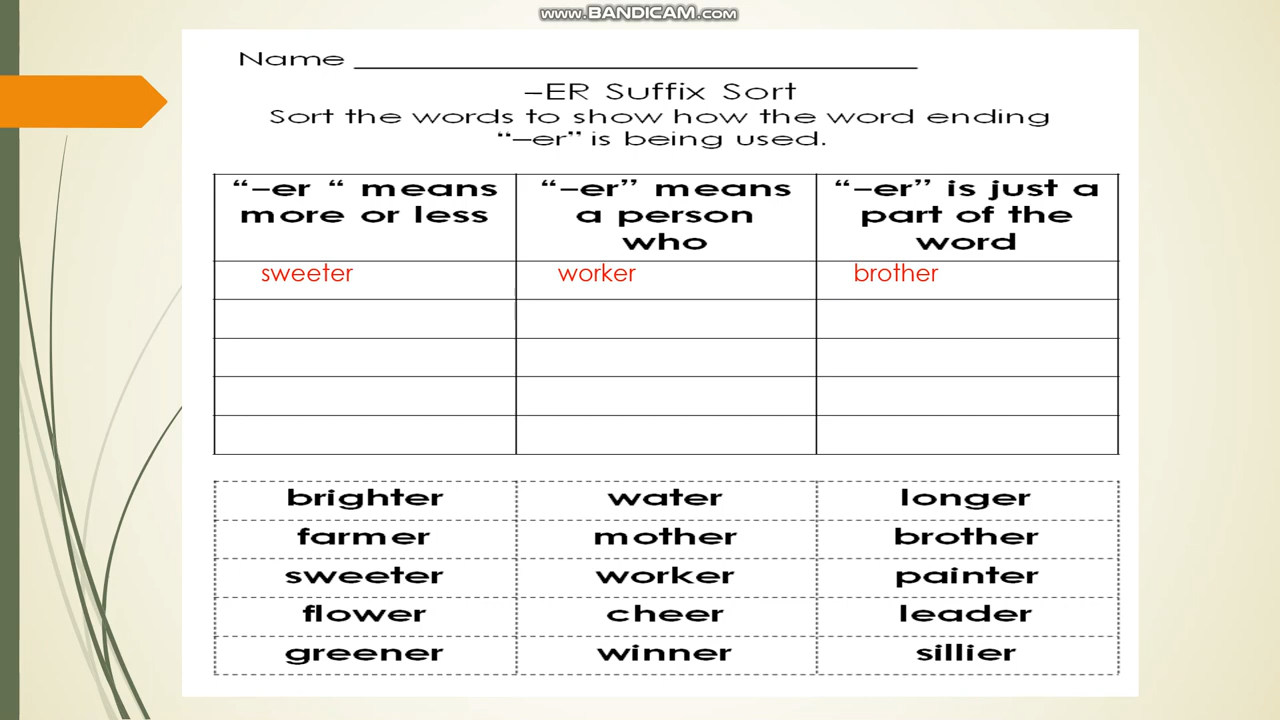 www.BANDICAM.com
Name
-ER Suffix Sort
Sort the words to show how the word ending
“-er” is being used.
“-er “ means more or less
“-er” means a person who
“-er” is just a part of the word
sweeter worker brother
brighter water longer
farmer mother brother
sweeter worker painter
flower cheer leader
greener winner sillier